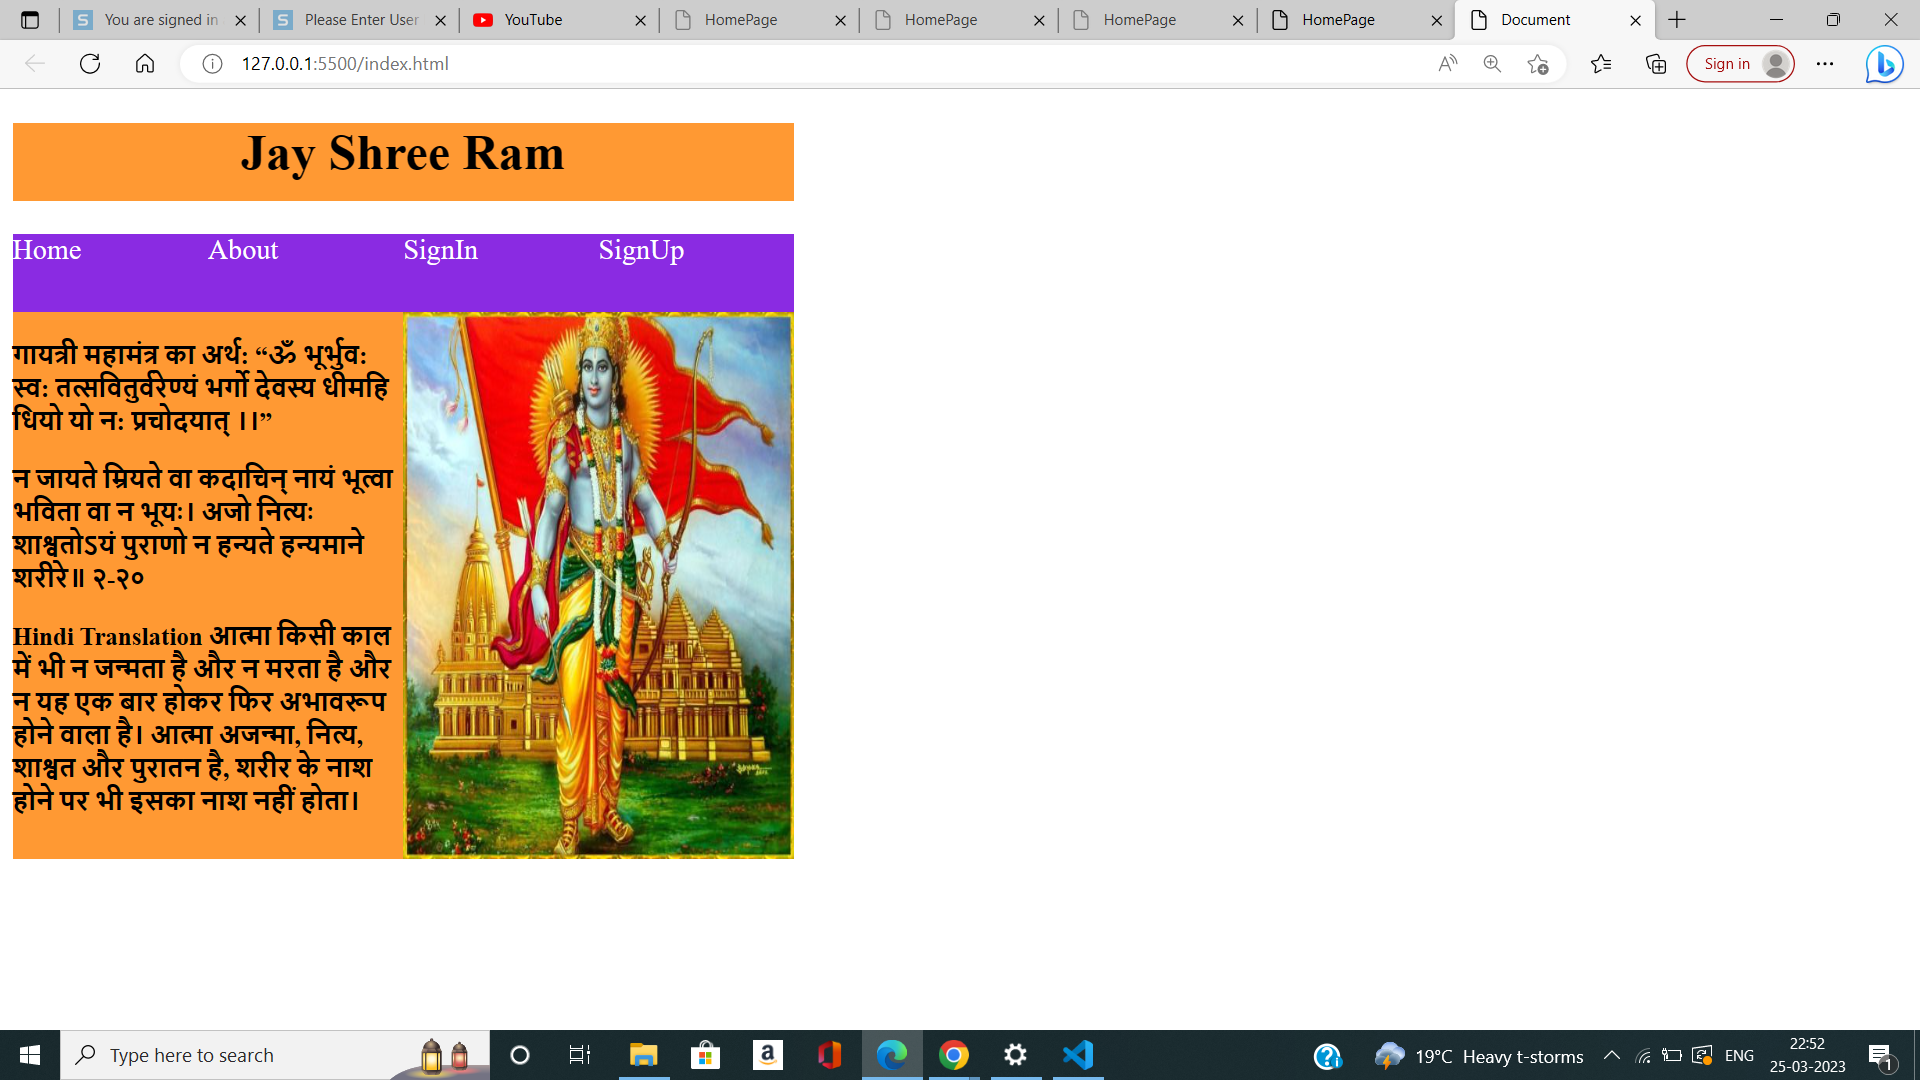 You are signed in
Please Enter User
YouTube
HomePage
HomePage
HomePage
HomePage
Document
127.0.0.1:5500/index.html
Sign in
Jay Shree Ram
Home About SignIn SignUp
गायत्री महामंत्र का अर्थ: “ॐ भूर्भुव:
स्व: तत्सवितुर्वरेण्यं भर्गो देवस्य धीमहि
धियो यो न: प्रचोदयात् ।।”
न जायते म्रियते वा कदाचिन् नायं भूत्वा
भविता वा न भूयः। अजो नित्यः
शाश्वतोऽयं पुराणो न हन्यते हन्यमाने
शरीरे॥ २-२०
Hindi Translation आत्मा किसी काल
में भी न जन्मता है और न मरता है और
न यह एक बार होकर फिर अभावरूप
होने वाला है। आत्मा अजन्मा, नित्य,
शाश्वत और पुरातन है, शरीर के नाश
होने पर भी इसका नाश नहीं होता।
Type here to search
19°C Heavy t-storms
ENG
22:52
25-03-2023
1